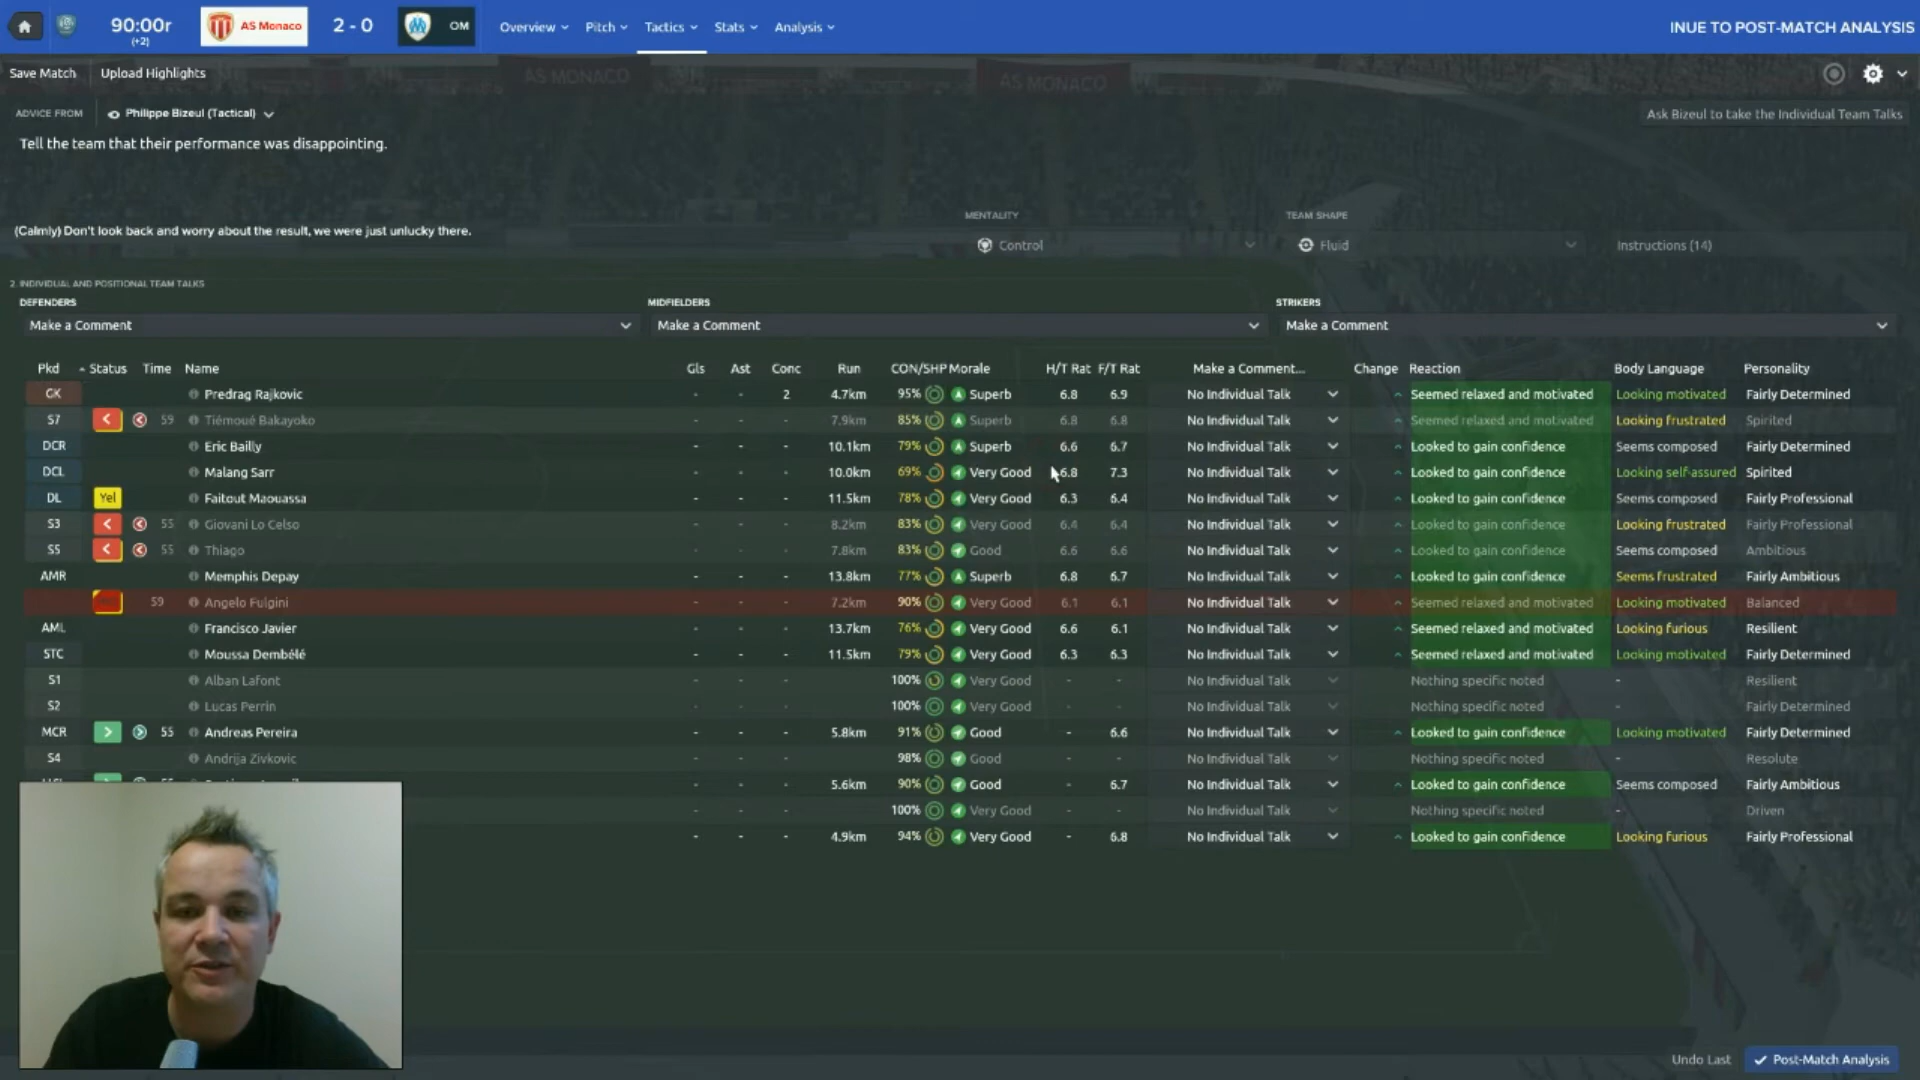 90:00r (+2) AS Monaco 2 - 0 OM Overview Pitch Tactics Stats Analysis INUE TO POST-MATCH ANALYSIS
Save Match Upload Highlights
AS MONACO AS MONACO
ADVICE FROM Philippe Bizeul (Tactical) Ask Bizeul to take the Individual Team Talks
Tell the team that their performance was disappointing.
MENTALITY TEAM SHAPE
(Calmly) Don't look back and worry about the result, we were just unlucky there.
Control Fluid Instructions (14)
2. INDIVIDUAL AND POSITIONAL TEAM TALKS
DEFENDERS MIDFIELDERS STRIKERS
Make a Comment Make a Comment Make a Comment
Pkd Status Time Name Gls Ast Conc Run CON/SHP Morale H/T Rat F/T Rat Make a Comment... Change Reaction Body Language Personality
GK Predrag Rajkovic - - 2 4.7km 95% Superb 6.8 6.9 No Individual Talk Seemed relaxed and motivated Looking motivated Fairly Determined
S7 59 Tiémoué Bakayoko - - - 7.9km 85% Superb 6.8 6.8 No Individual Talk Seemed relaxed and motivated Looking frustrated Spirited
DCR Eric Bailly - - - 10.1km 79% Superb 6.6 6.7 No Individual Talk Looked to gain confidence Seems composed Fairly Determined
DCL Malang Sarr - - - 10.0km 69% Very Good 6.8 7.3 No Individual Talk Looked to gain confidence Looking self-assured Spirited
DL Yel Faitout Maouassa - - - 11.5km 78% Very Good 6.3 6.4 No Individual Talk Looked to gain confidence Seems composed Fairly Professional
S3 55 Giovani Lo Celso - - - 8.2km 83% Very Good 6.4 6.4 No Individual Talk Looked to gain confidence Looking frustrated Fairly Professional
S5 55 Thiago - - - 7.8km 83% Good 6.6 6.6 No Individual Talk Looked to gain confidence Seems composed Ambitious
AMR Memphis Depay - - - 13.8km 77% Superb 6.8 6.7 No Individual Talk Looked to gain confidence Seems frustrated Fairly Ambitious
59 Angelo Fulgini - - - 7.2km 90% Very Good 6.1 6.1 No Individual Talk Seemed relaxed and motivated Looking motivated Balanced
AML Francisco Javier - - - 13.7km 76% Very Good 6.6 6.1 No Individual Talk Seemed relaxed and motivated Looking furious Resilient
STC Moussa Dembélé - - - 11.5km 79% Very Good 6.3 6.3 No Individual Talk Seemed relaxed and motivated Looking motivated Fairly Determined
S1 Alban Lafont 100% Very Good - - No Individual Talk Nothing specific noted - Resilient
S2 Lucas Perrin 100% Very Good - - No Individual Talk Nothing specific noted - Fairly Determined
MCR 55 Andreas Pereira - - - 5.8km 91% Good - 6.6 No Individual Talk Looked to gain confidence Looking motivated Fairly Determined
S4 Andrija Zivkovic 98% Good - - No Individual Talk Nothing specific noted - Resolute
- - - 5.6km 90% Good - 6.7 No Individual Talk Looked to gain confidence Seems composed Fairly Ambitious
100% Very Good - - No Individual Talk Nothing specific noted - Driven
- - - 4.9km 94% Very Good - 6.8 No Individual Talk Looked to gain confidence Looking furious Fairly Professional
Undo Last Post-Match Analysis